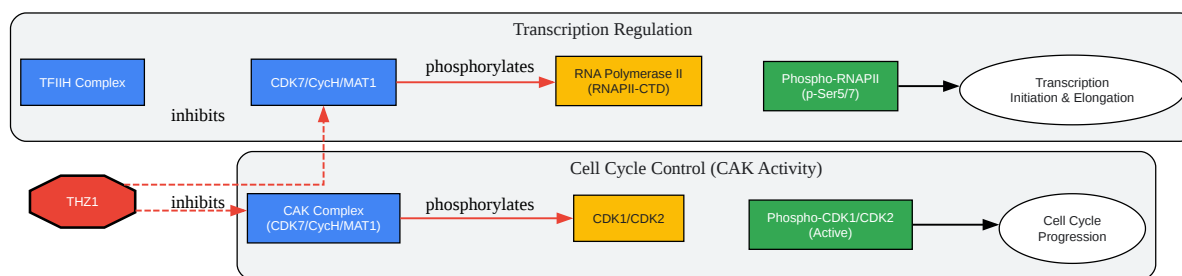 Transcription Regulation
TFIIH Complex
CDK7/CycH/MAT1
phosphorylates
RNA Polymerase II
(RNAPII-CTD)
Phospho-RNAPII
(p-Ser5/7)
Transcription
Initiation & Elongation
inhibits
Cell Cycle Control (CAK Activity)
THZ1
inhibits
CAK Complex
(CDK7/CycH/MAT1)
phosphorylates
CDK1/CDK2
Phospho-CDK1/CDK2
(Active)
Cell Cycle
Progression